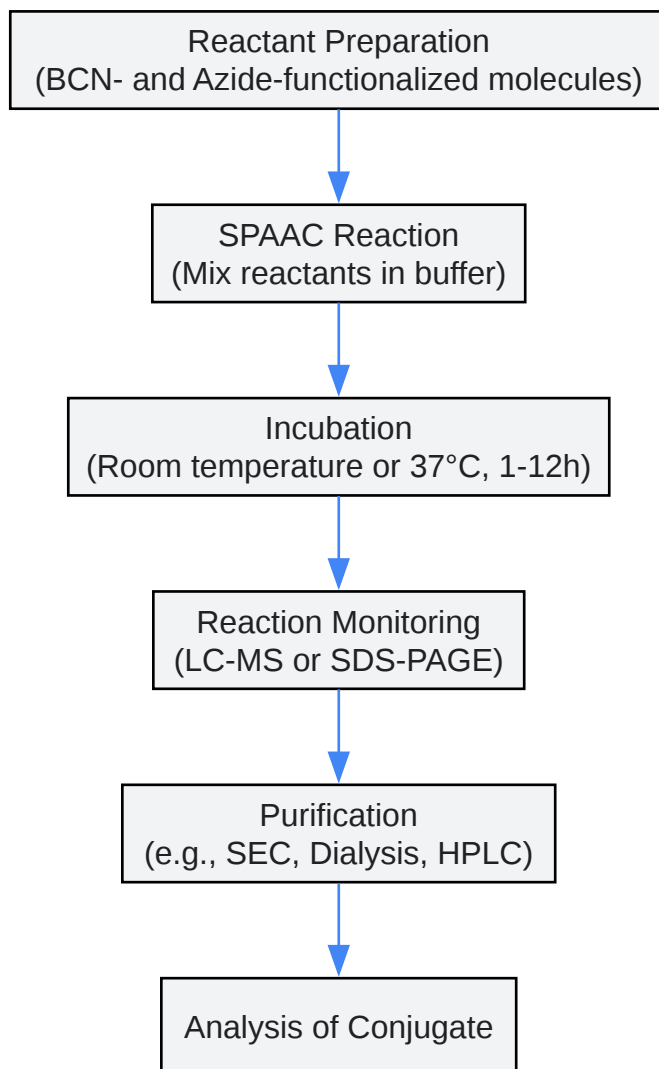 Reactant Preparation
(BCN- and Azide-functionalized molecules)
SPAAC Reaction
(Mix reactants in buffer)
Incubation
(Room temperature or 37°C, 1-12h)
Reaction Monitoring
(LC-MS or SDS-PAGE)
Purification
(e.g., SEC, Dialysis, HPLC)
Analysis of Conjugate